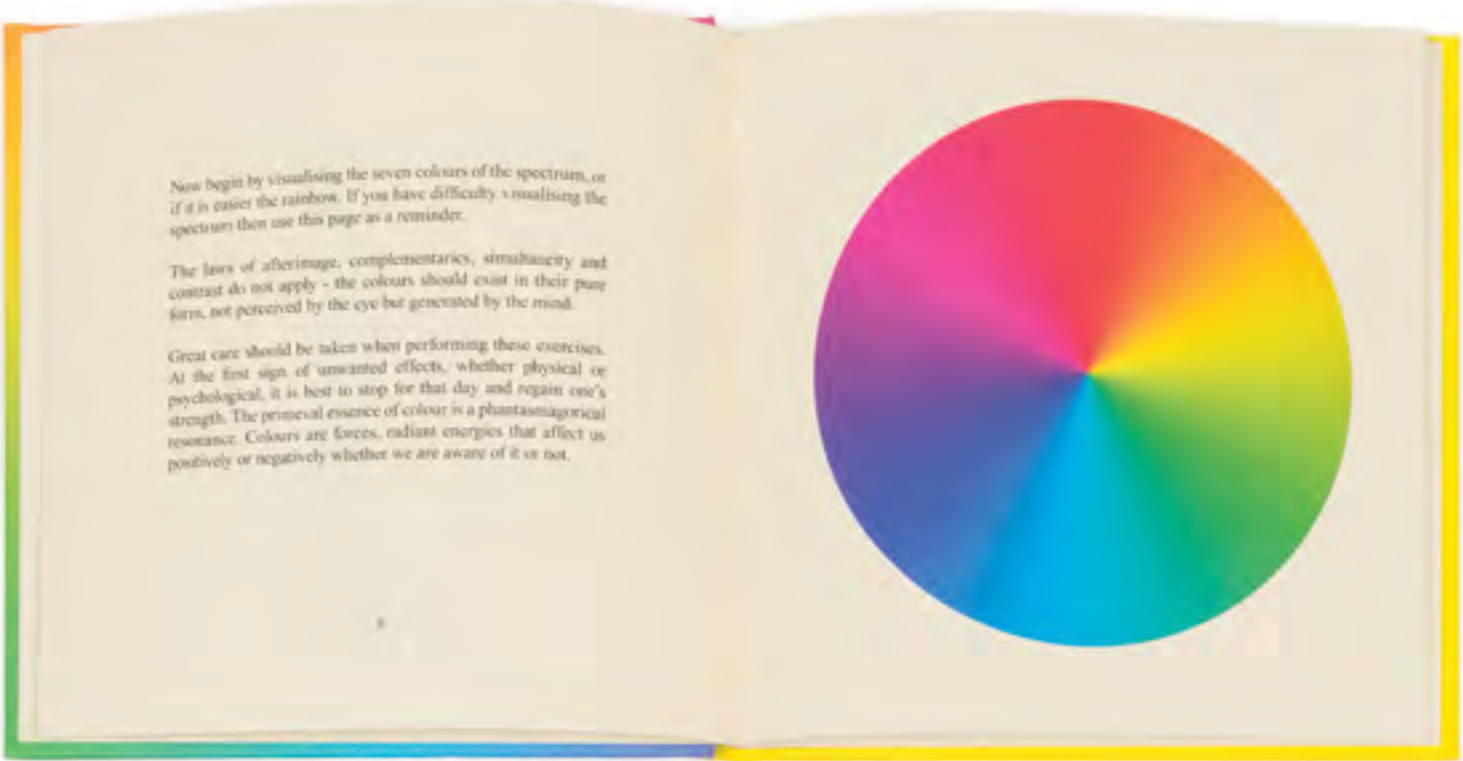 Now begin by visualising the seven colours of the spectrum, or
if it is easier the rainbow. If you have difficulty visualising the
spectrum then use this page as a reminder.
The laws of afterimage, complementaries, simultaneity and
contrast do not apply - the colours should exist in their pure
form, not perceived by the eye but generated by the mind.
Great care should be taken when performing these exercises.
At the first sign of unwanted effects, whether physical or
psychological, it is best to stop for that day and regain one's
strength. The primeval essence of colour is a phantasmagorical
resonance. Colours are forces, radiant energies that affect us
positively or negatively whether we are aware of it or not.